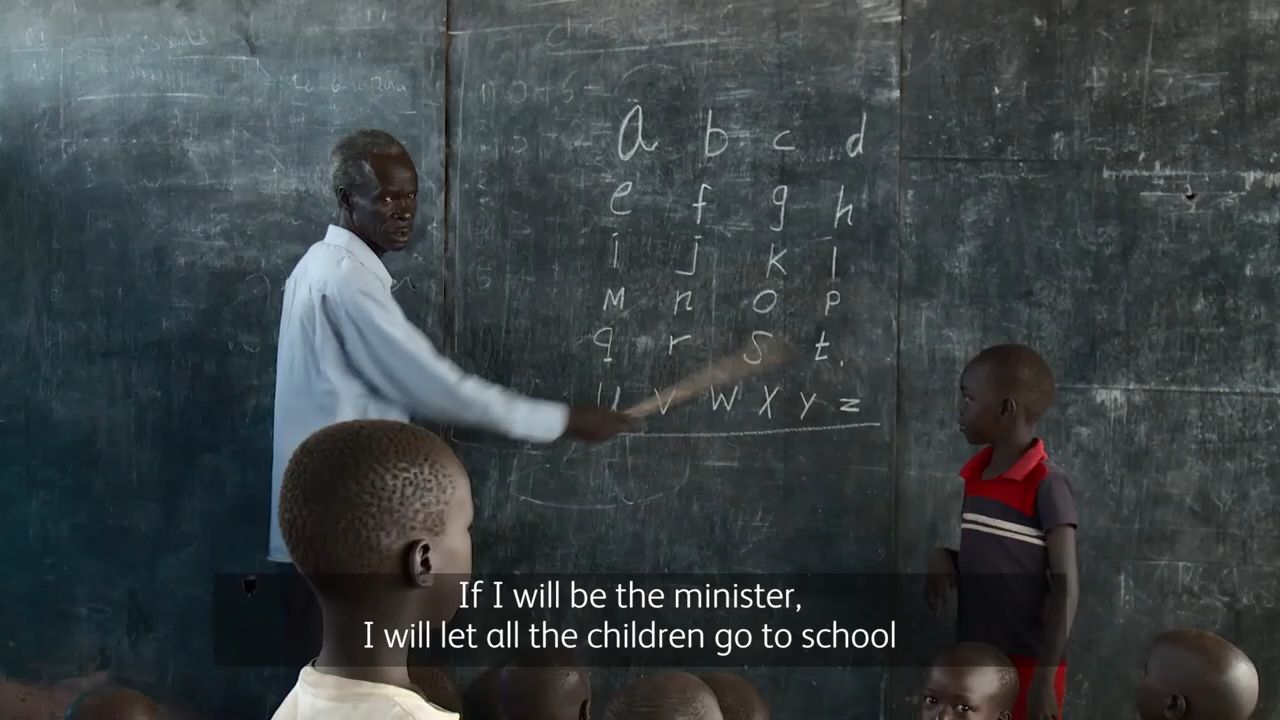 a b c d
e f g h
i j k l
M n o p
q r S t.
u v W X y z
If I will be the minister,
I will let all the children go to school